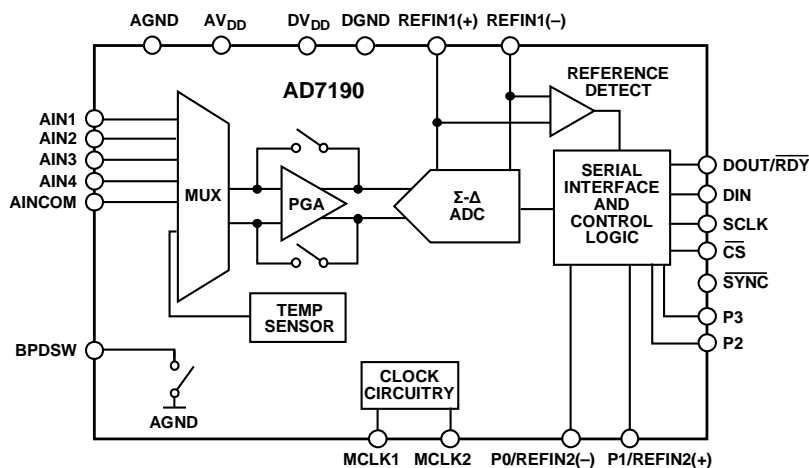 AGND AVDD DVDD DGND REFIN1(+) REFIN1(–)
AD7190
REFERENCE
DETECT
AIN1
AIN2
AIN3
AIN4
AINCOM
MUX
PGA
Σ-Δ
ADC
SERIAL
INTERFACE
AND
CONTROL
LOGIC
DOUT/RDY
DIN
SCLK
CS
SYNC
P3
P2
TEMP
SENSOR
BPDSW
AGND
CLOCK
CIRCUITRY
MCLK1 MCLK2 P0/REFIN2(–) P1/REFIN2(+)